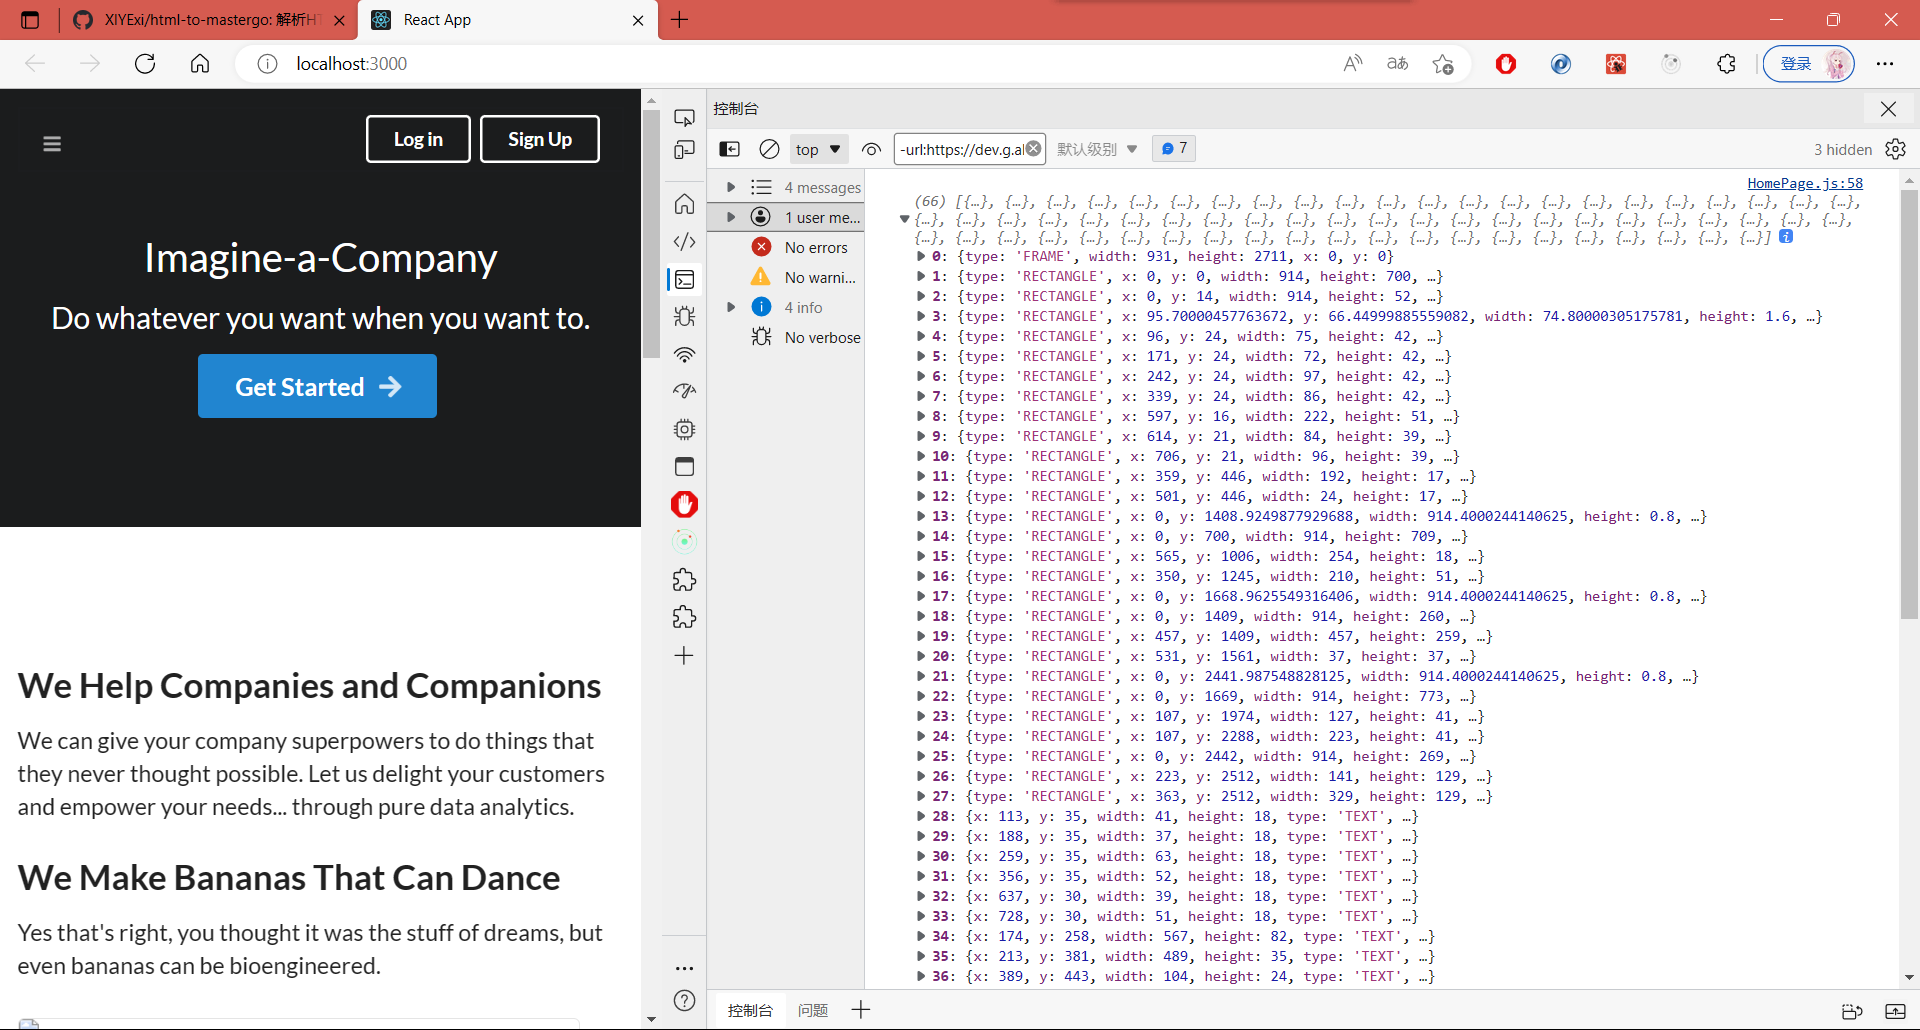 XIYExi/html-to-mastergo: 解析HT
React App
localhost:3000
登录
Log in
Sign Up
Imagine-a-Company
Do whatever you want when you want to.
Get Started
We Help Companies and Companions
We can give your company superpowers to do things that
they never thought possible. Let us delight your customers
and empower your needs... through pure data analytics.
We Make Bananas That Can Dance
Yes that's right, you thought it was the stuff of dreams, but
even bananas can be bioengineered.
控制台
top
-url:https://dev.g.al
默认级别
7
3 hidden
4 messages
1 user me...
No errors
No warni...
4 info
No verbose
HomePage.js:58
(66) [{…}, {…}, {…}, {…}, {…}, {…}, {…}, {…}, {…}, {…}, {…}, {…}, {…}, {…}, {…}, {…}, {…}, {…}, {…}, {…}, {…}, {…},
{…}, {…}, {…}, {…}, {…}, {…}, {…}, {…}, {…}, {…}, {…}, {…}, {…}, {…}, {…}, {…}, {…}, {…}, {…}, {…}, {…}, {…}, {…},
{…}, {…}, {…}, {…}, {…}, {…}, {…}, {…}, {…}, {…}, {…}, {…}, {…}, {…}, {…}, {…}, {…}, {…}, {…}, {…}, {…}]
0: {type: 'FRAME', width: 931, height: 2711, x: 0, y: 0}
1: {type: 'RECTANGLE', x: 0, y: 0, width: 914, height: 700, …}
2: {type: 'RECTANGLE', x: 0, y: 14, width: 914, height: 52, …}
3: {type: 'RECTANGLE', x: 95.70000457763672, y: 66.44999885559082, width: 74.80000305175781, height: 1.6, …}
4: {type: 'RECTANGLE', x: 96, y: 24, width: 75, height: 42, …}
5: {type: 'RECTANGLE', x: 171, y: 24, width: 72, height: 42, …}
6: {type: 'RECTANGLE', x: 242, y: 24, width: 97, height: 42, …}
7: {type: 'RECTANGLE', x: 339, y: 24, width: 86, height: 42, …}
8: {type: 'RECTANGLE', x: 597, y: 16, width: 222, height: 51, …}
9: {type: 'RECTANGLE', x: 614, y: 21, width: 84, height: 39, …}
10: {type: 'RECTANGLE', x: 706, y: 21, width: 96, height: 39, …}
11: {type: 'RECTANGLE', x: 359, y: 446, width: 192, height: 17, …}
12: {type: 'RECTANGLE', x: 501, y: 446, width: 24, height: 17, …}
13: {type: 'RECTANGLE', x: 0, y: 1408.9249877929688, width: 914.4000244140625, height: 0.8, …}
14: {type: 'RECTANGLE', x: 0, y: 700, width: 914, height: 709, …}
15: {type: 'RECTANGLE', x: 565, y: 1006, width: 254, height: 18, …}
16: {type: 'RECTANGLE', x: 350, y: 1245, width: 210, height: 51, …}
17: {type: 'RECTANGLE', x: 0, y: 1668.9625549316406, width: 914.4000244140625, height: 0.8, …}
18: {type: 'RECTANGLE', x: 0, y: 1409, width: 914, height: 260, …}
19: {type: 'RECTANGLE', x: 457, y: 1409, width: 457, height: 259, …}
20: {type: 'RECTANGLE', x: 531, y: 1561, width: 37, height: 37, …}
21: {type: 'RECTANGLE', x: 0, y: 2441.987548828125, width: 914.4000244140625, height: 0.8, …}
22: {type: 'RECTANGLE', x: 0, y: 1669, width: 914, height: 773, …}
23: {type: 'RECTANGLE', x: 107, y: 1974, width: 127, height: 41, …}
24: {type: 'RECTANGLE', x: 107, y: 2288, width: 223, height: 41, …}
25: {type: 'RECTANGLE', x: 0, y: 2442, width: 914, height: 269, …}
26: {type: 'RECTANGLE', x: 223, y: 2512, width: 141, height: 129, …}
27: {type: 'RECTANGLE', x: 363, y: 2512, width: 329, height: 129, …}
28: {x: 113, y: 35, width: 41, height: 18, type: 'TEXT', …}
29: {x: 188, y: 35, width: 37, height: 18, type: 'TEXT', …}
30: {x: 259, y: 35, width: 63, height: 18, type: 'TEXT', …}
31: {x: 356, y: 35, width: 52, height: 18, type: 'TEXT', …}
32: {x: 637, y: 30, width: 39, height: 18, type: 'TEXT', …}
33: {x: 728, y: 30, width: 51, height: 18, type: 'TEXT', …}
34: {x: 174, y: 258, width: 567, height: 82, type: 'TEXT', …}
35: {x: 213, y: 381, width: 489, height: 35, type: 'TEXT', …}
36: {x: 389, y: 443, width: 104, height: 24, type: 'TEXT', …}
控制台
问题